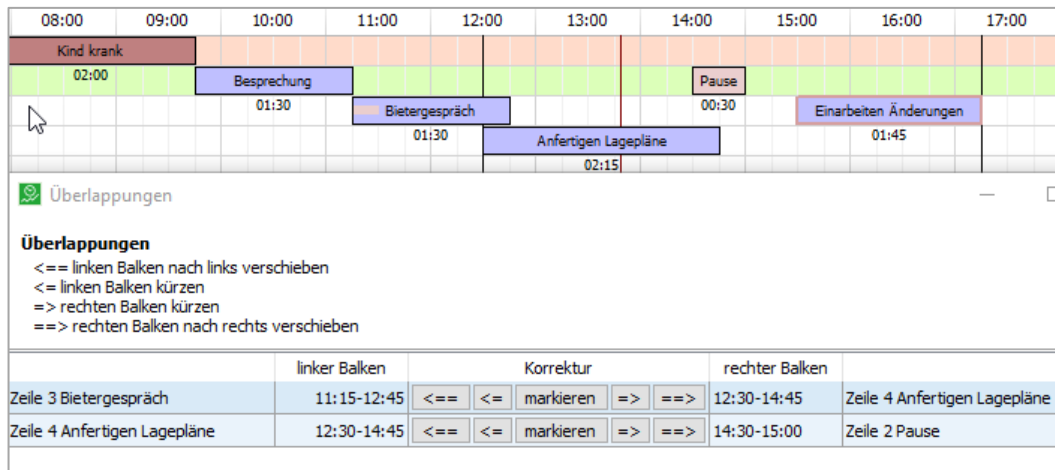 08:00 09:00 10:00 11:00 12:00 13:00 14:00 15:00 16:00 17:00
Kind krank
02:00 Besprechung Pause
01:30 Bietergespräch 00:30 Einarbeiten Änderungen
01:30 Anfertigen Lagepläne 01:45
02:15
Überlappungen
Überlappungen
<== linken Balken nach links verschieben
<= linken Balken kürzen
=> rechten Balken kürzen
==> rechten Balken nach rechts verschieben
linker Balken Korrektur rechter Balken
Zeile 3 Bietergespräch 11:15-12:45 <== <= markieren => ==> 12:30-14:45 Zeile 4 Anfertigen Lagepläne
Zeile 4 Anfertigen Lagepläne 12:30-14:45 <== <= markieren => ==> 14:30-15:00 Zeile 2 Pause